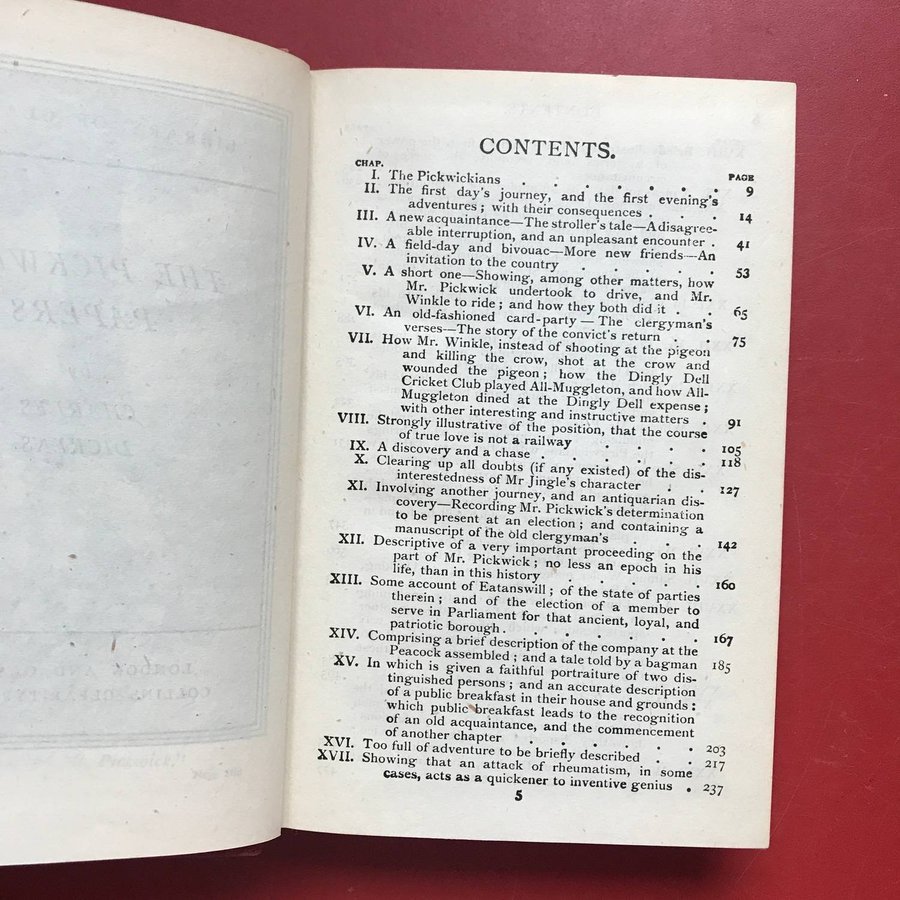 CONTENTS.
CHAP. PAGE
I. The Pickwickians . . . . . . . 9
II. The first day's journey, and the first evening's
adventures; with their consequences . . . 14
III. A new acquaintance—The stroller's tale—A disagree-
able interruption, and an unpleasant encounter . 41
IV. A field-day and bivouac—More new friends—An
invitation to the country . . . . . 53
V. A short one—Showing, among other matters, how
Mr. Pickwick undertook to drive, and Mr.
Winkle to ride; and how they both did it . . 65
VI. An old-fashioned card-party—The clergyman's
verses—The story of the convict's return . . 75
VII. How Mr. Winkle, instead of shooting at the pigeon
and killing the crow, shot at the crow and
wounded the pigeon; how the Dingly Dell
Cricket Club played All-Muggleton, and how All-
Muggleton dined at the Dingly Dell expense;
with other interesting and instructive matters . 91
VIII. Strongly illustrative of the position, that the course
of true love is not a railway . . . . 105
IX. A discovery and a chase . . . . . . 118
X. Clearing up all doubts (if any existed) of the dis-
interestedness of Mr Jingle's character . . 127
XI. Involving another journey, and an antiquarian dis-
covery—Recording Mr. Pickwick's determination
to be present at an election; and containing a
manuscript of the old clergyman's . . . . 142
XII. Descriptive of a very important proceeding on the
part of Mr. Pickwick; no less an epoch in his
life, than in this history . . . . . 160
XIII. Some account of Eatanswill; of the state of parties
therein; and of the election of a member to
serve in Parliament for that ancient, loyal, and
patriotic borough . . . . . . . 167
XIV. Comprising a brief description of the company at the
Peacock assembled; and a tale told by a bagman 185
XV. In which is given a faithful portraiture of two dis-
tinguished persons; and an accurate description
of a public breakfast in their house and grounds:
which public breakfast leads to the recognition
of an old acquaintance, and the commencement
of another chapter . . . . . . 203
XVI. Too full of adventure to be briefly described . . 217
XVII. Showing that an attack of rheumatism, in some
cases, acts as a quickener to inventive genius . 237
5